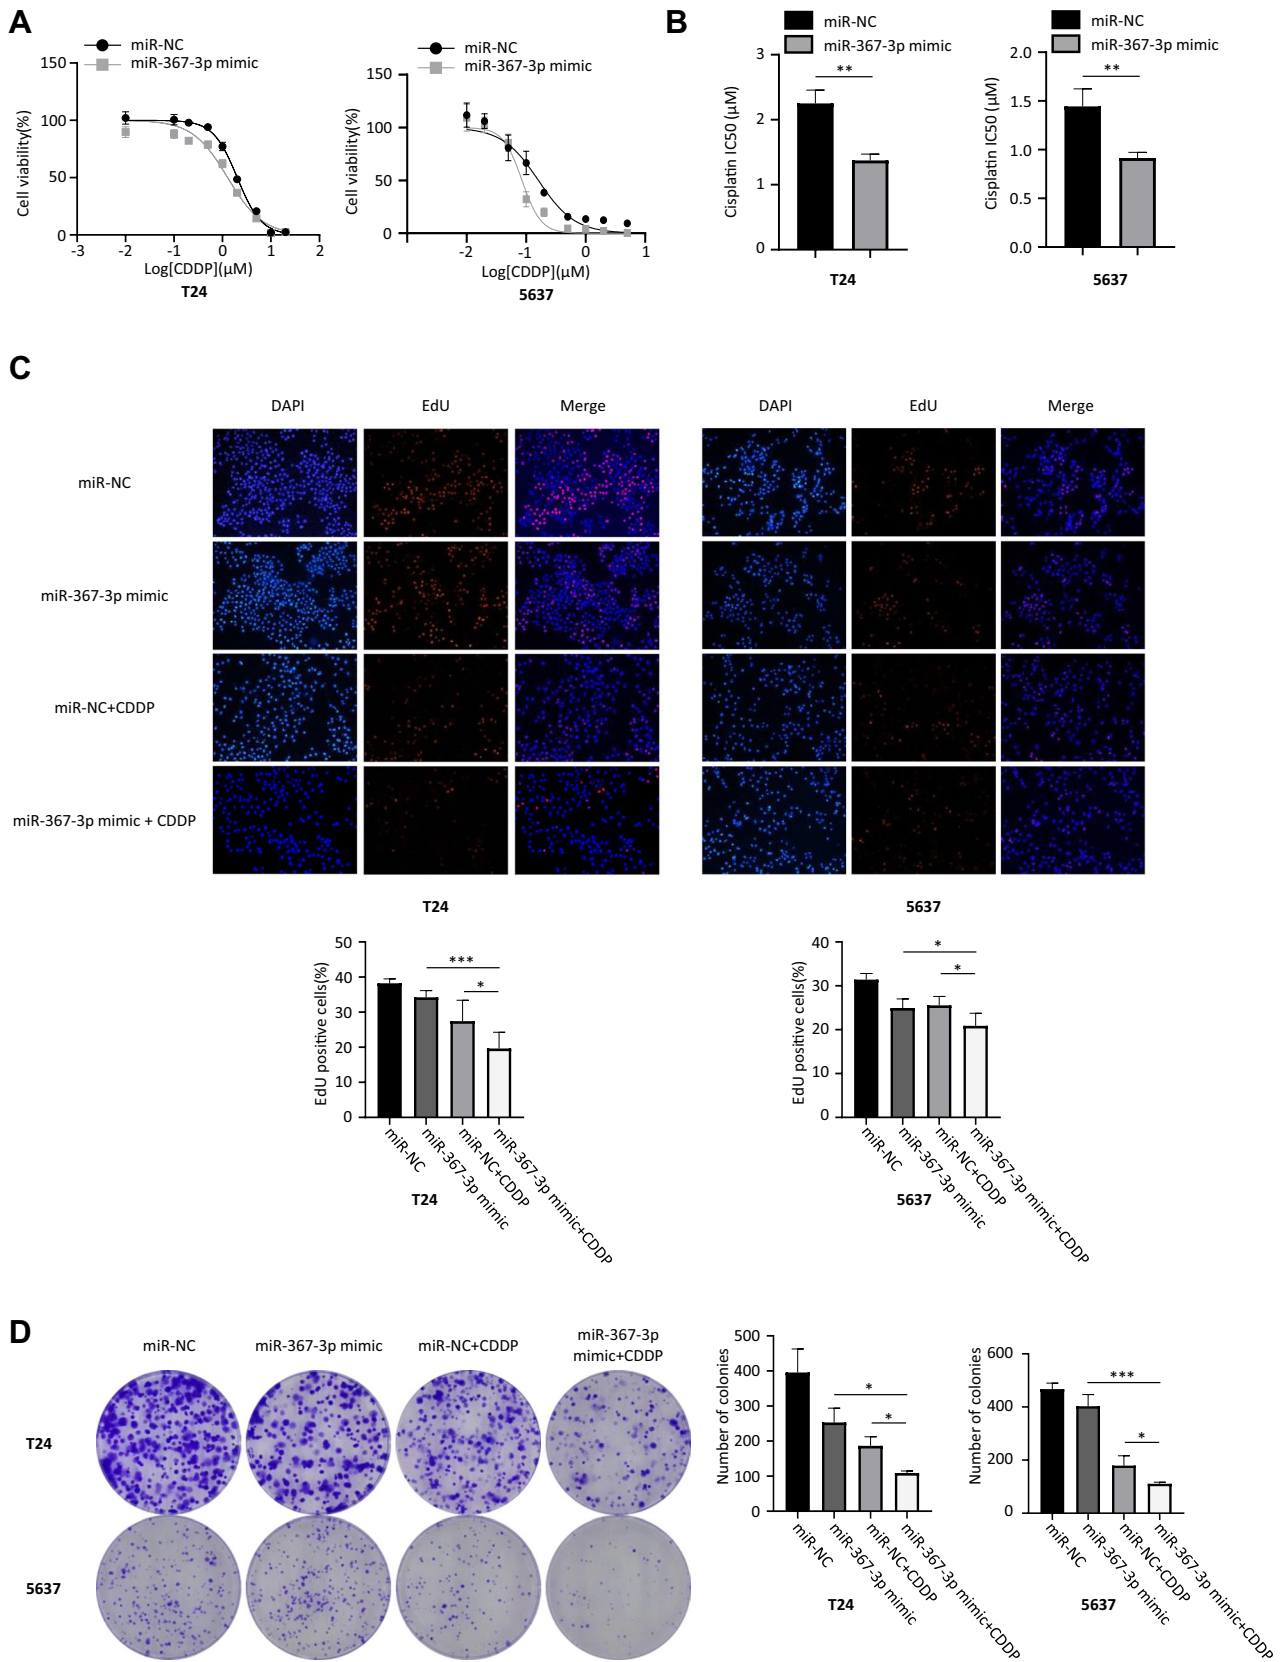 A
miR-NC
miR-367-3p mimic
150
100
50
0
Cell viability(%)
-3
-2
-1
0
1
2
Log[CDDP](μM)
T24
miR-NC
miR-367-3p mimic
150
100
50
0
Cell viability(%)
-2
-1
0
1
Log[CDDP](μM)
5637
B
miR-NC
miR-367-3p mimic
3
2
1
0
Cisplatin IC50 (μM)
**
T24
miR-NC
miR-367-3p mimic
2.0
1.5
1.0
0.5
0.0
Cisplatin IC50 (μM)
**
5637
C
DAPI
EdU
Merge
DAPI
EdU
Merge
miR-NC
miR-367-3p mimic
miR-NC+CDDP
miR-367-3p mimic + CDDP
T24
5637
50
40
30
20
10
0
EdU positive cells(%)
***
*
miR-NC
miR-367-3p mimic
miR-NC+CDDP
miR-367-3p mimic+CDDP
T24
40
30
20
10
0
EdU positive cells(%)
*
*
miR-NC
miR-367-3p mimic
miR-NC+CDDP
miR-367-3p mimic+CDDP
5637
D
miR-NC
miR-367-3p mimic
miR-NC+CDDP
miR-367-3p
mimic+CDDP
T24
5637
500
400
300
200
100
0
Number of colonies
*
*
miR-NC
miR-367-3p mimic
miR-NC+CDDP
miR-367-3p mimic+CDDP
T24
600
400
200
0
Number of colonies
***
*
miR-NC
miR-367-3p mimic
miR-NC+CDDP
miR-367-3p mimic+CDDP
5637